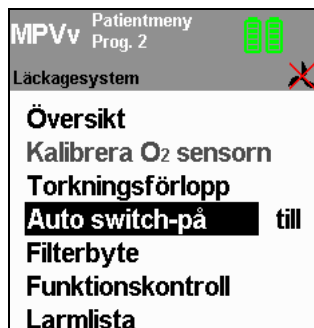 MPVv Patientmeny
Prog. 2
Läckagesystem
Översikt
Kalibrera O2 sensorn
Torkningsförlopp
Auto switch-på till
Filterbyte
Funktionskontroll
Larmlista